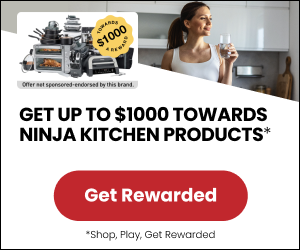 TOWARDS
$1000
A REWARD
Offer not sponsored-endorsed by this brand.
GET UP TO $1000 TOWARDS
NINJA KITCHEN PRODUCTS*
Get Rewarded
*Shop, Play, Get Rewarded